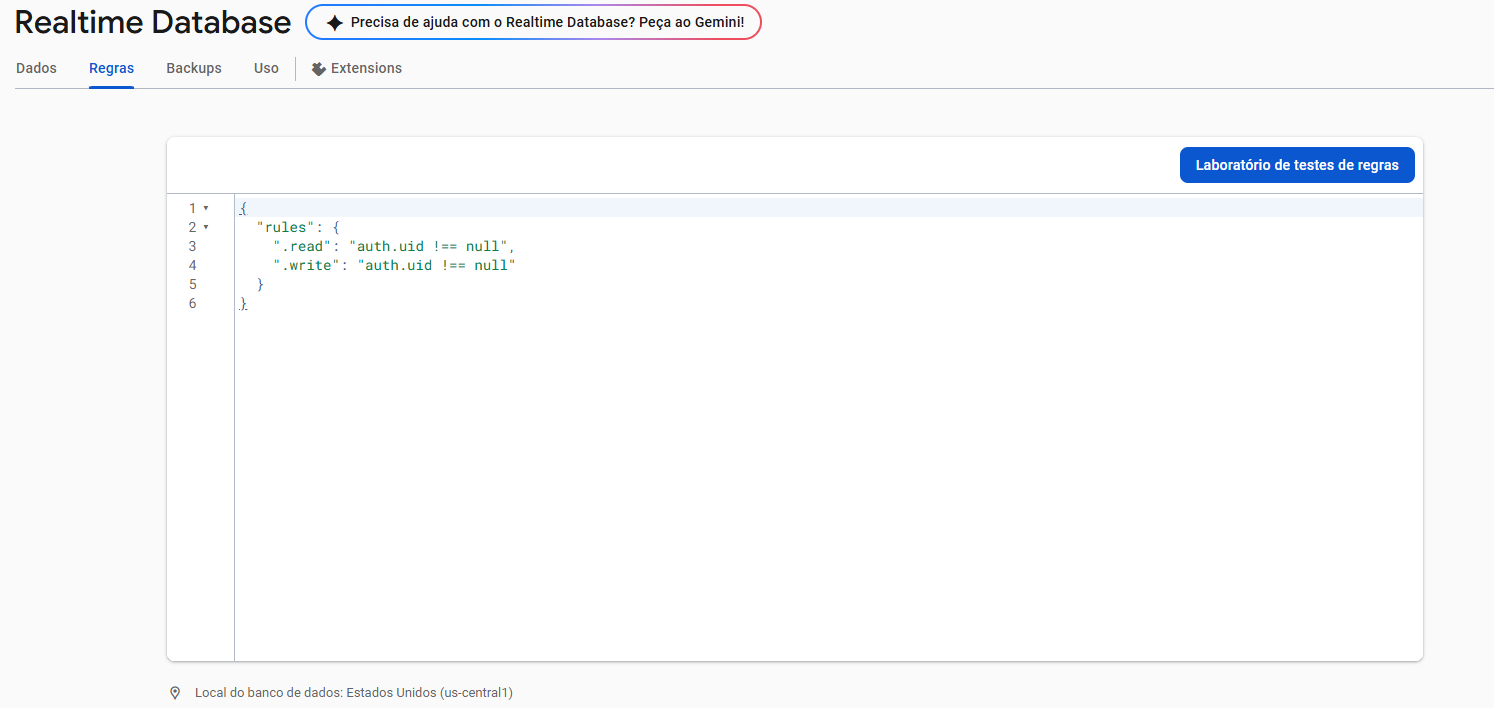 Realtime Database
Precisa de ajuda com o Realtime Database? Peça ao Gemini!
Dados Regras Backups Uso Extensions
Laboratório de testes de regras
1 {
2 "rules": {
3 ".read": "auth.uid !== null",
4 ".write": "auth.uid !== null"
5 }
6 }
Local do banco de dados: Estados Unidos (us-central1)